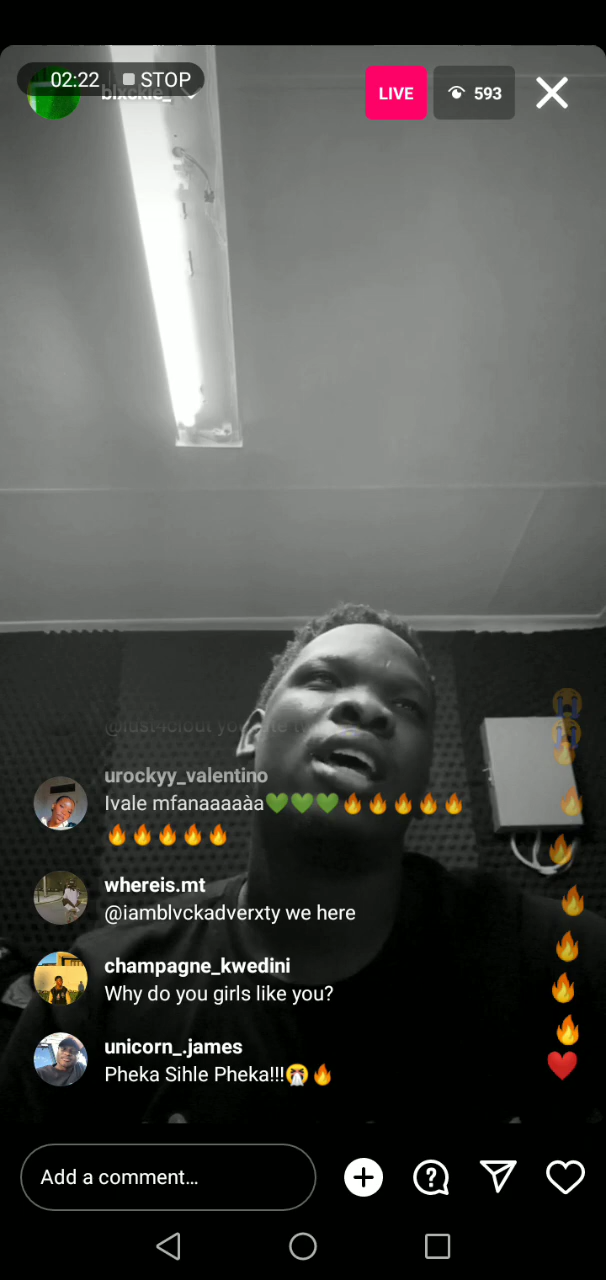 02:22 STOP
blxckie_
LIVE
593
urockyy_valentino
Ivale mfanaaaaàa💚💚💚🔥🔥🔥🔥🔥
🔥🔥🔥🔥🔥
whereis.mt
@iamblvckadverxty we here
champagne_kwedini
Why do you girls like you?
unicorn_.james
Pheka Sihle Pheka!!!😭🔥
Add a comment...